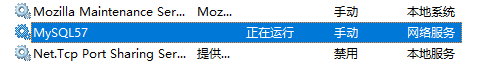 Mozilla Maintenance Ser... Moz... 手动 本地系统
MySQL57 正在运行 手动 网络服务
Net.Tcp Port Sharing Ser... 提供... 禁用 本地服务